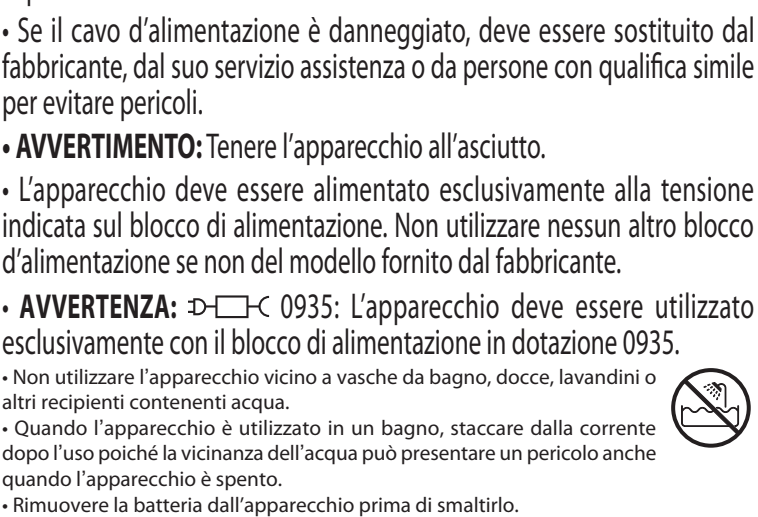 • Se il cavo d’alimentazione è danneggiato, deve essere sostituito dal
fabbricante, dal suo servizio assistenza o da persone con qualifica simile
per evitare pericoli.
• AVVERTIMENTO: Tenere l’apparecchio all’asciutto.
• L’apparecchio deve essere alimentato esclusivamente alla tensione
indicata sul blocco di alimentazione. Non utilizzare nessun altro blocco
d’alimentazione se non del modello fornito dal fabbricante.
• AVVERTENZA: 0935: L’apparecchio deve essere utilizzato
esclusivamente con il blocco di alimentazione in dotazione 0935.
• Non utilizzare l’apparecchio vicino a vasche da bagno, docce, lavandini o
altri recipienti contenenti acqua.
• Quando l’apparecchio è utilizzato in un bagno, staccare dalla corrente
dopo l’uso poiché la vicinanza dell’acqua può presentare un pericolo anche
quando l’apparecchio è spento.
• Rimuovere la batteria dall’apparecchio prima di smaltirlo.